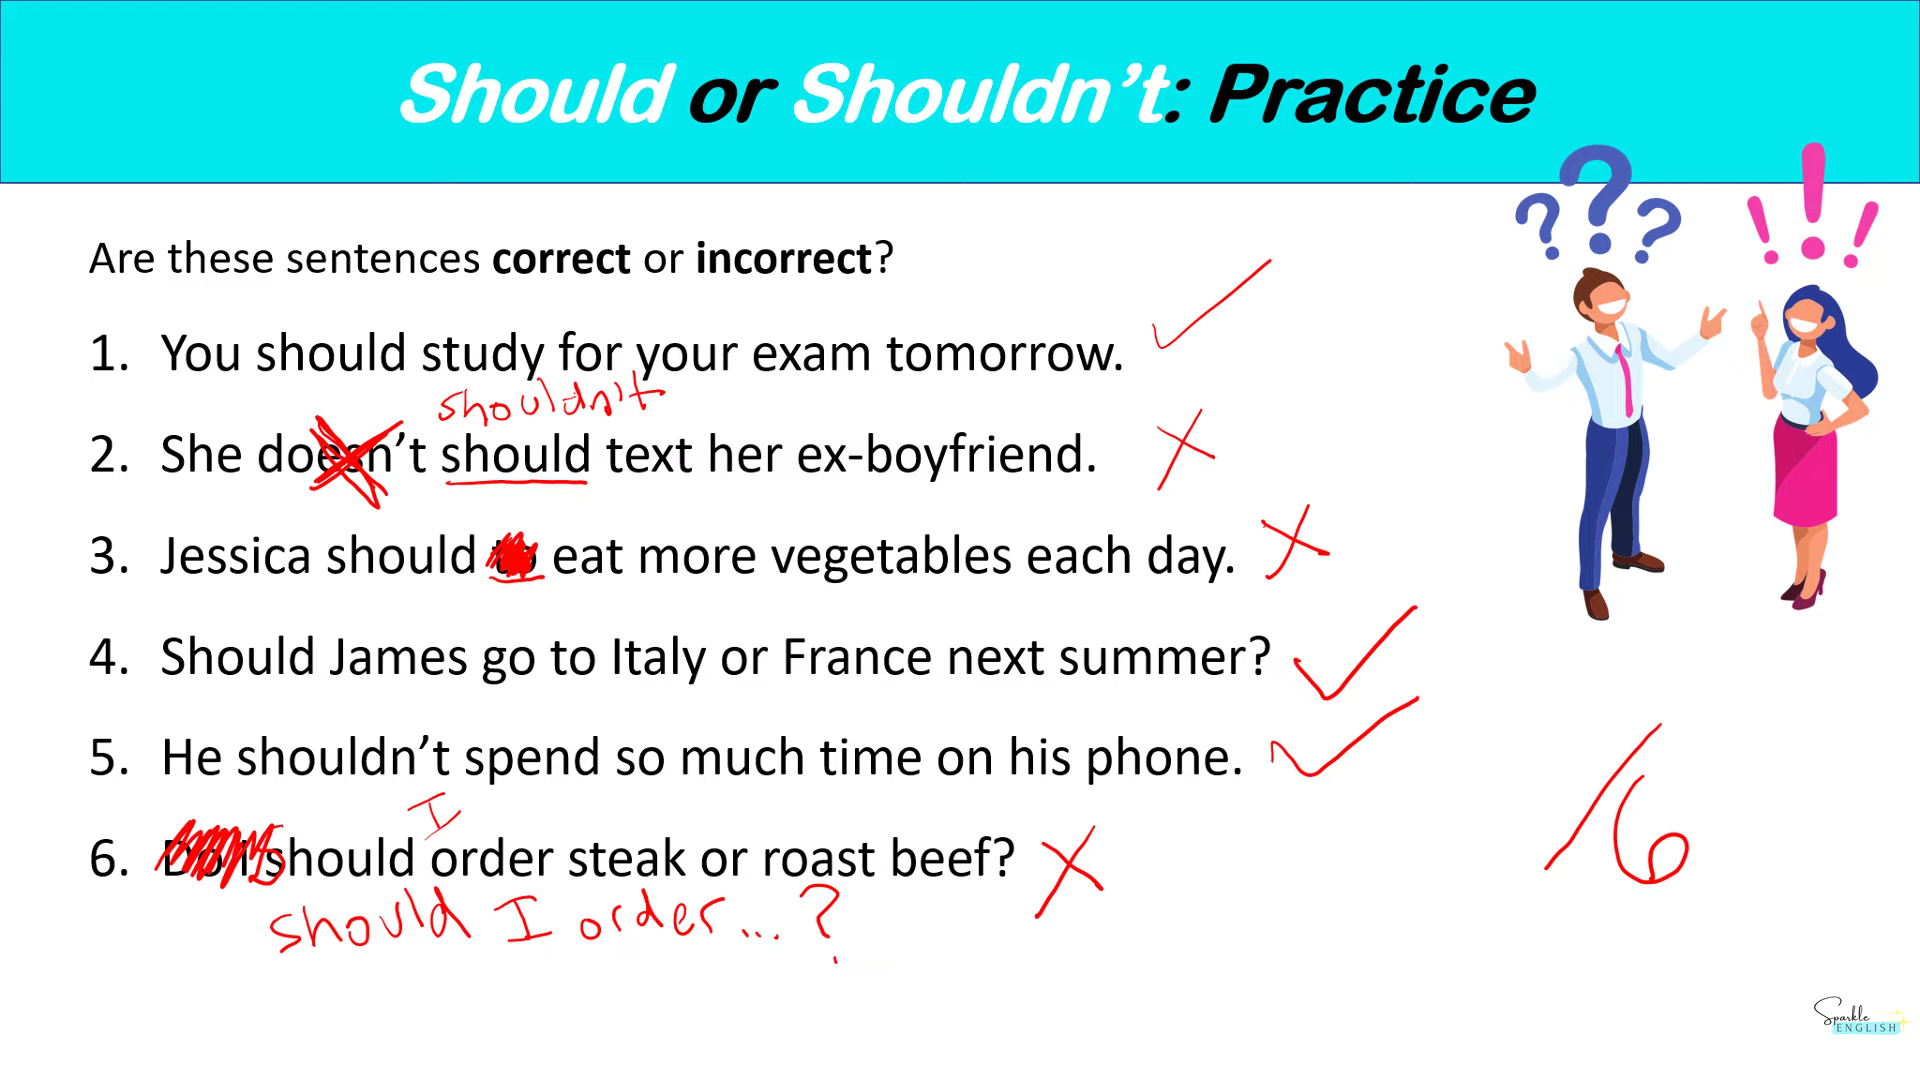 Should or Shouldn't: Practice
??? !!!
Are these sentences correct or incorrect?
1. You should study for your exam tomorrow.
shouldn't
2. She doesn't should text her ex-boyfriend.
3. Jessica should to eat more vegetables each day.
4. Should James go to Italy or France next summer?
5. He shouldn't spend so much time on his phone.
I
6. Do I should order steak or roast beef?
should I order...?
/6
Sparkle
ENGLISH